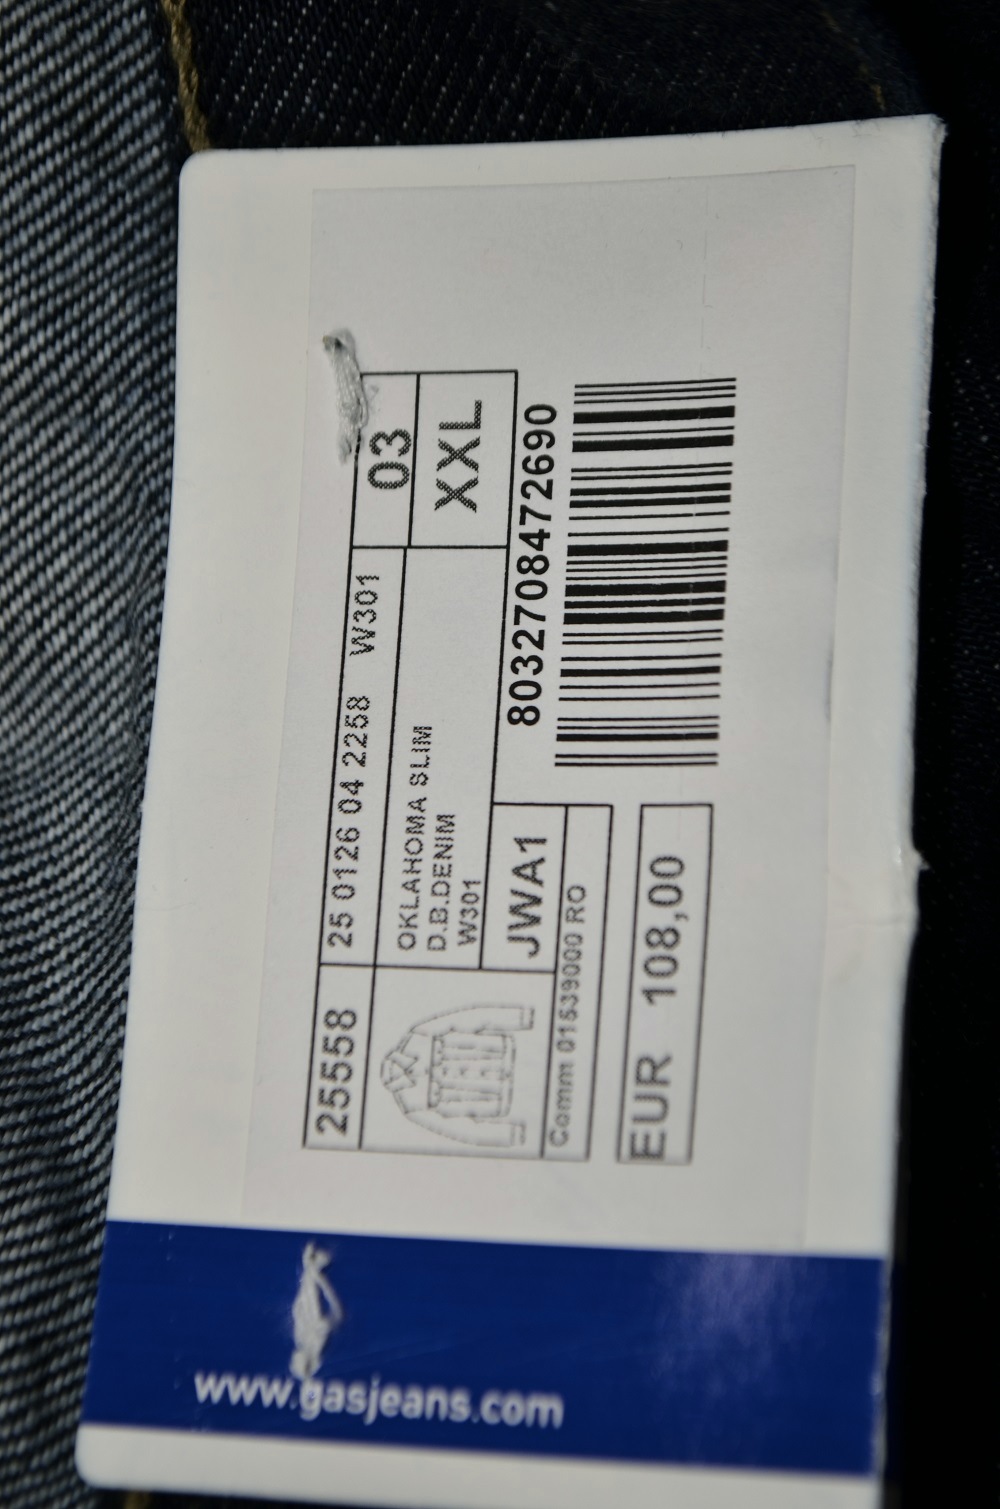 25558 25 0126 04 2258 W301 03
OKLAHOMA SLIM
D.B.DENIM
W301
XXL
JWA1
8032708472690
Comm 01539000 RO
EUR 108,00
www.gasjeans.com